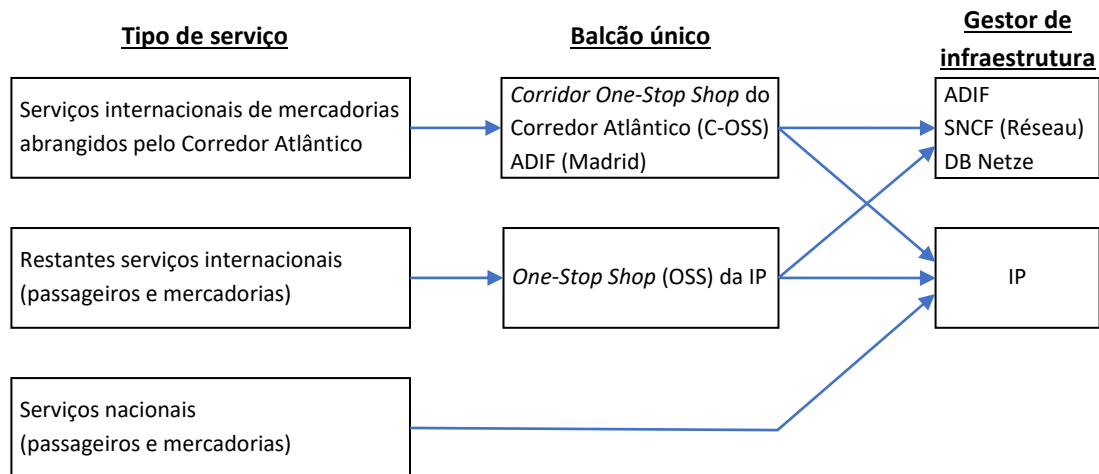 Tipo de serviço
Balcão único
Gestor de
infraestrutura
Serviços internacionais de mercadorias
abrangidos pelo Corredor Atlântico
Corridor One-Stop Shop do
Corredor Atlântico (C-OSS)
ADIF (Madrid)
ADIF
SNCF (Réseau)
DB Netze
Restantes serviços internacionais
(passageiros e mercadorias)
One-Stop Shop (OSS) da IP
IP
Serviços nacionais
(passageiros e mercadorias)